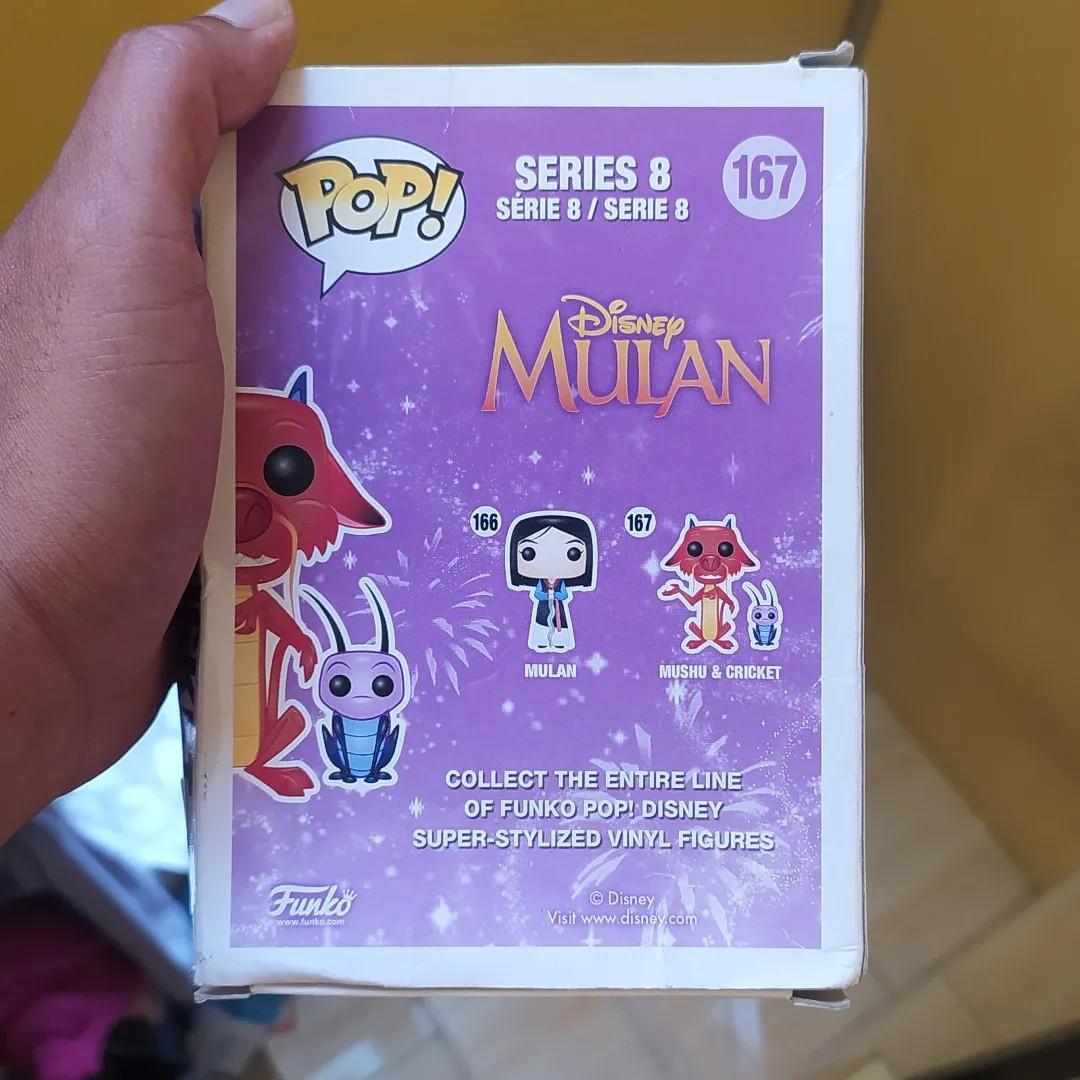 POP!
SERIES 8
SÉRIE 8 / SERIE 8
167
Disney
MULAN
166
167
MULAN
MUSHU & CRICKET
COLLECT THE ENTIRE LINE
OF FUNKO POP! DISNEY
SUPER-STYLIZED VINYL FIGURES
Funko
www.funko.com
© Disney
Visit www.disney.com